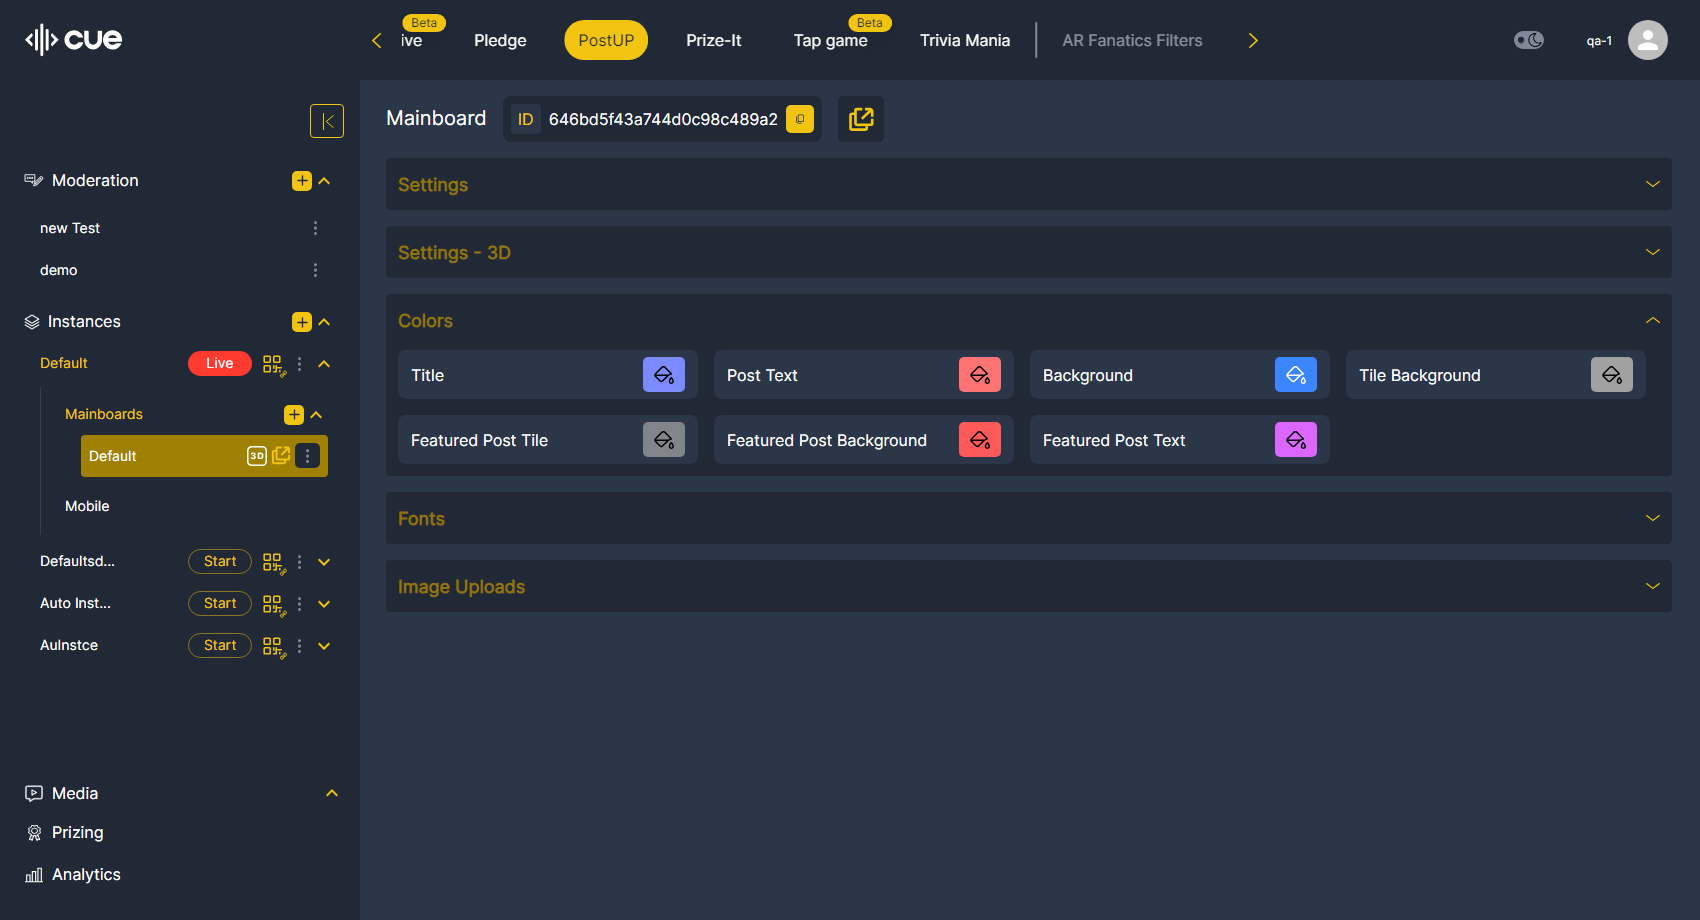 cue
Beta
ive
Pledge
PostUP
Prize-It
Beta
Tap game
Trivia Mania
AR Fanatics Filters
qa-1
Mainboard
ID
646bd5f43a744d0c98c489a2
Moderation
new Test
demo
Instances
Default
Live
Mainboards
Default
3D
Mobile
Defaultsd...
Start
Auto Inst...
Start
AuInstce
Start
Media
Prizing
Analytics
Settings
Settings - 3D
Colors
Title
Post Text
Background
Tile Background
Featured Post Tile
Featured Post Background
Featured Post Text
Fonts
Image Uploads